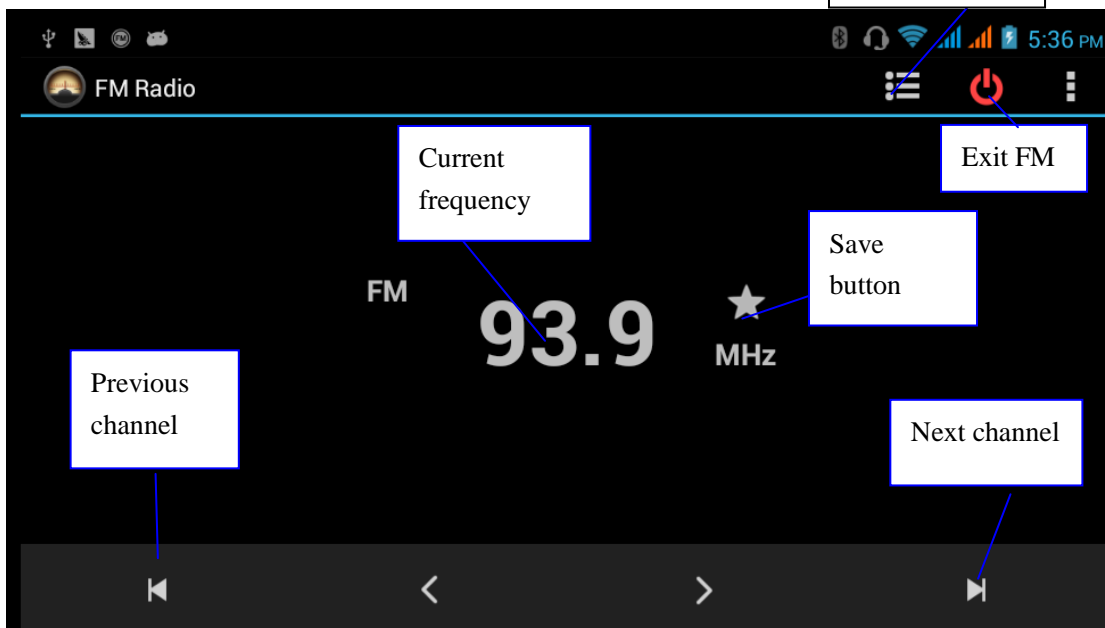 5:36 PM
FM Radio
Exit FM
Current
frequency
Save
button
FM
93.9
MHz
Previous
channel
Next channel